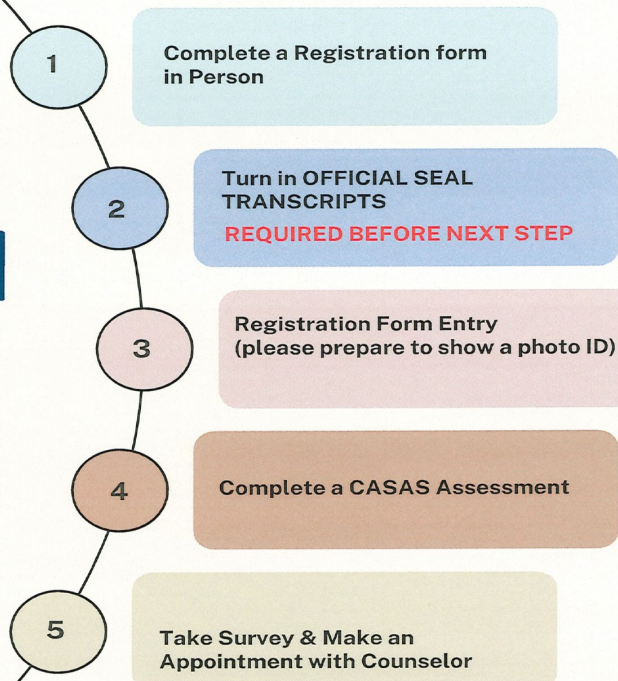 1
Complete a Registration form
in Person
2
Turn in OFFICIAL SEAL
TRANSCRIPTS
REQUIRED BEFORE NEXT STEP
3
Registration Form Entry
(please prepare to show a photo ID)
4
Complete a CASAS Assessment
5
Take Survey & Make an
Appointment with Counselor